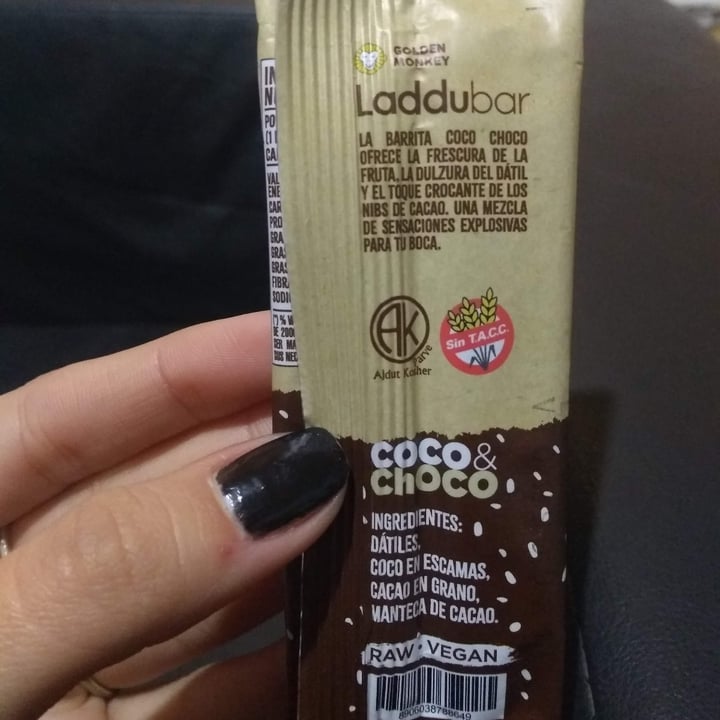 GOLDEN
MONKEY
Laddubar
LA BARRITA COCO CHOCO
OFRECE LA FRESCURA DE LA
FRUTA, LA DULZURA DEL DÁTIL
Y EL TOQUE CROCANTE DE LOS
NIBS DE CACAO. UNA MEZCLA
DE SENSACIONES EXPLOSIVAS
PARA TU BOCA.
AK
Parve
Ajdut Kosher
Sin T.A.C.C.
COCO &
CHOCO
INGREDIENTES:
DÁTILES,
COCO EN ESCAMAS,
CACAO EN GRANO,
MANTECA DE CACAO.
RAW • VEGAN